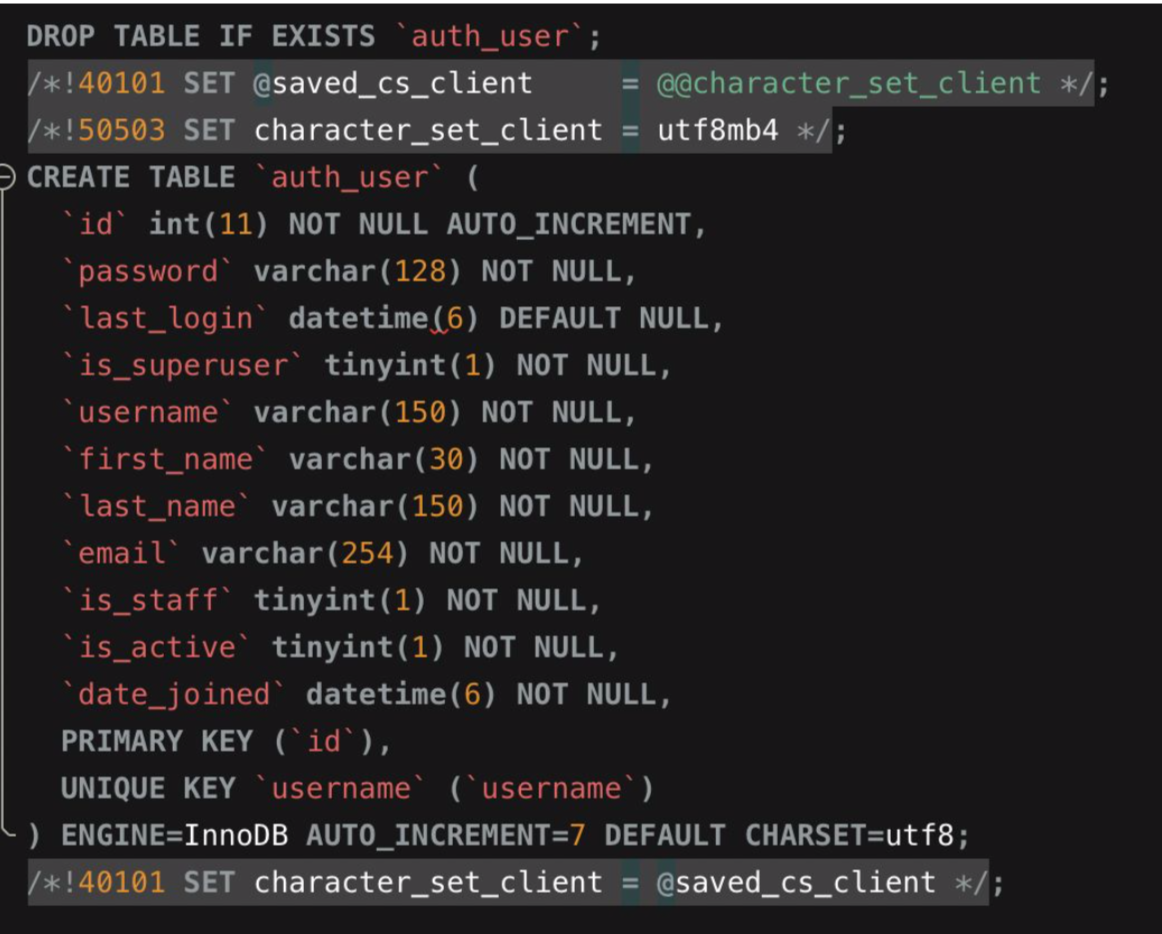 DROP TABLE IF EXISTS `auth_user`;
/*!40101 SET @saved_cs_client     = @@character_set_client */;
/*!50503 SET character_set_client = utf8mb4 */;
CREATE TABLE `auth_user` (
  `id` int(11) NOT NULL AUTO_INCREMENT,
  `password` varchar(128) NOT NULL,
  `last_login` datetime(6) DEFAULT NULL,
  `is_superuser` tinyint(1) NOT NULL,
  `username` varchar(150) NOT NULL,
  `first_name` varchar(30) NOT NULL,
  `last_name` varchar(150) NOT NULL,
  `email` varchar(254) NOT NULL,
  `is_staff` tinyint(1) NOT NULL,
  `is_active` tinyint(1) NOT NULL,
  `date_joined` datetime(6) NOT NULL,
  PRIMARY KEY (`id`),
  UNIQUE KEY `username` (`username`)
) ENGINE=InnoDB AUTO_INCREMENT=7 DEFAULT CHARSET=utf8;
/*!40101 SET character_set_client = @saved_cs_client */;